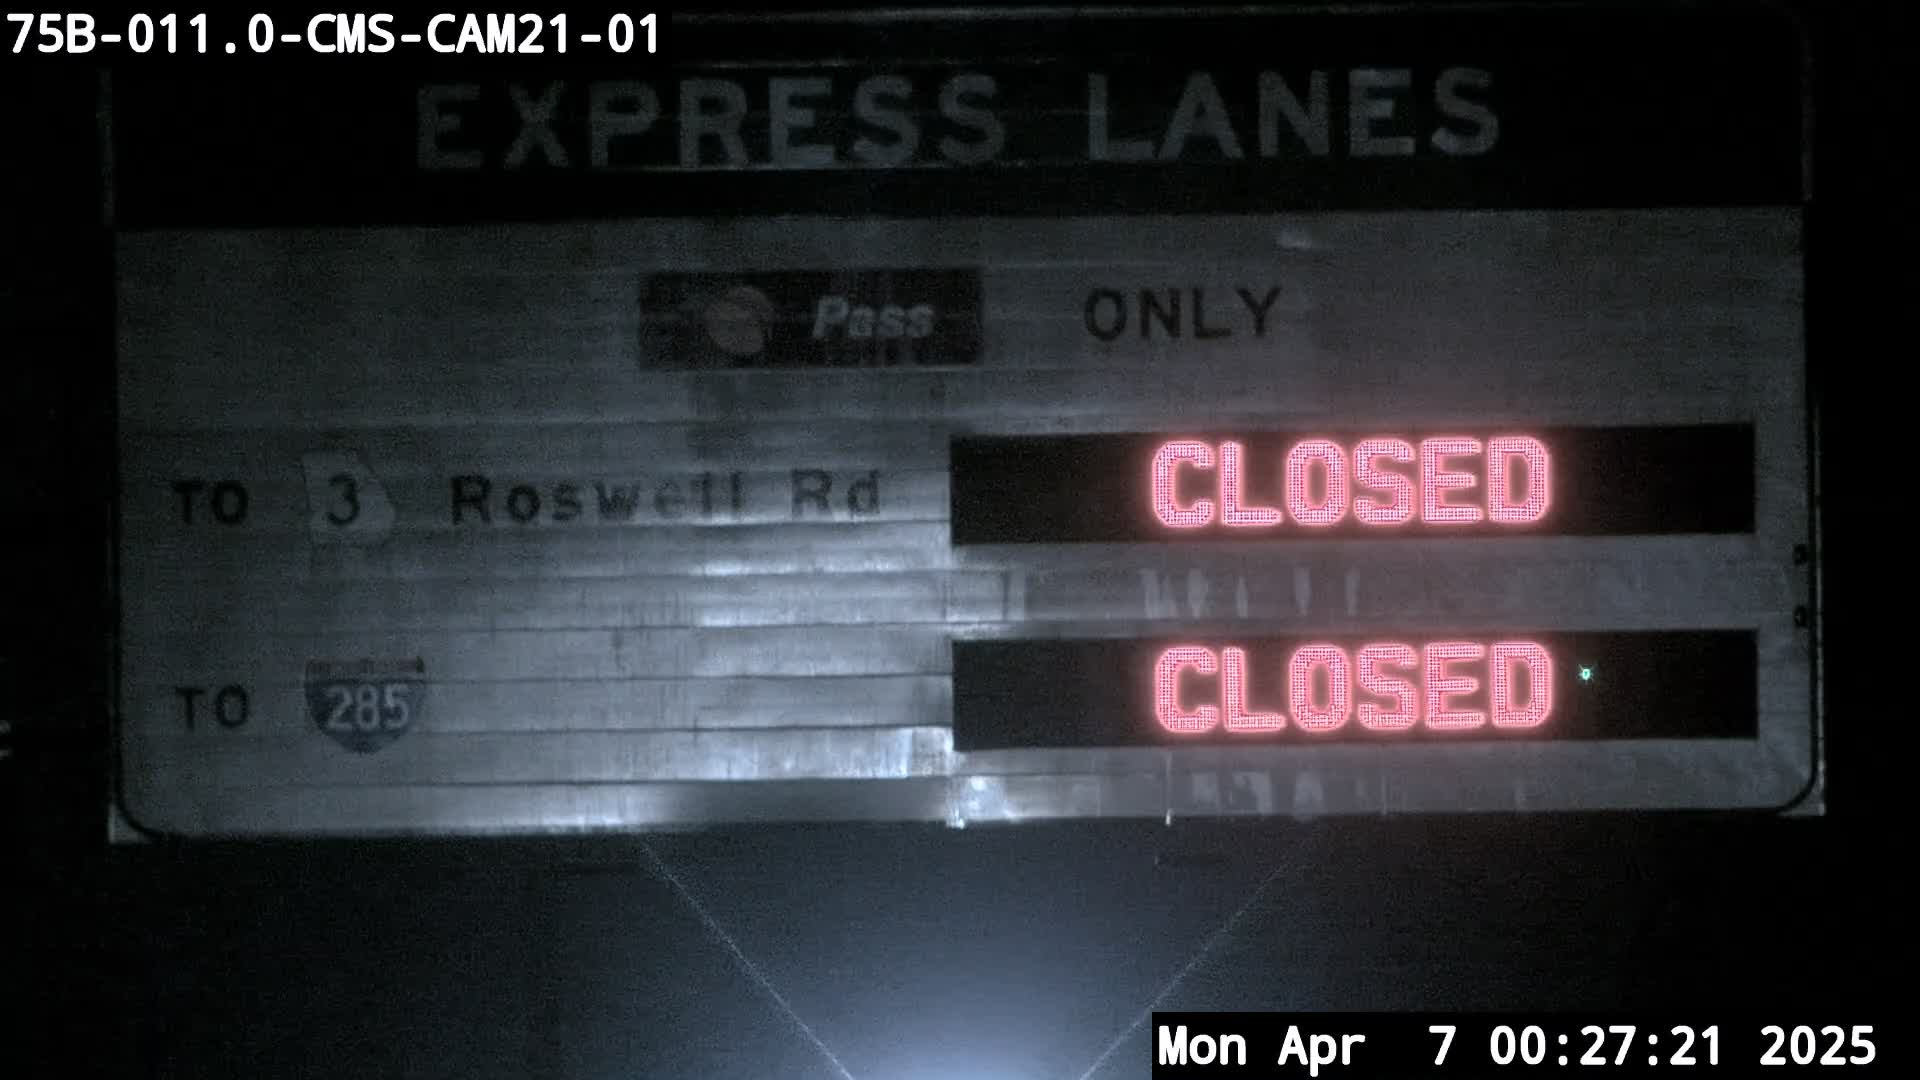 75B-011.0-CMS-CAM21-01
EXPRESS LANES
Pass ONLY
TO 3 Roswell Rd CLOSED
TO 285 CLOSED
Mon Apr 7 00:27:21 2025